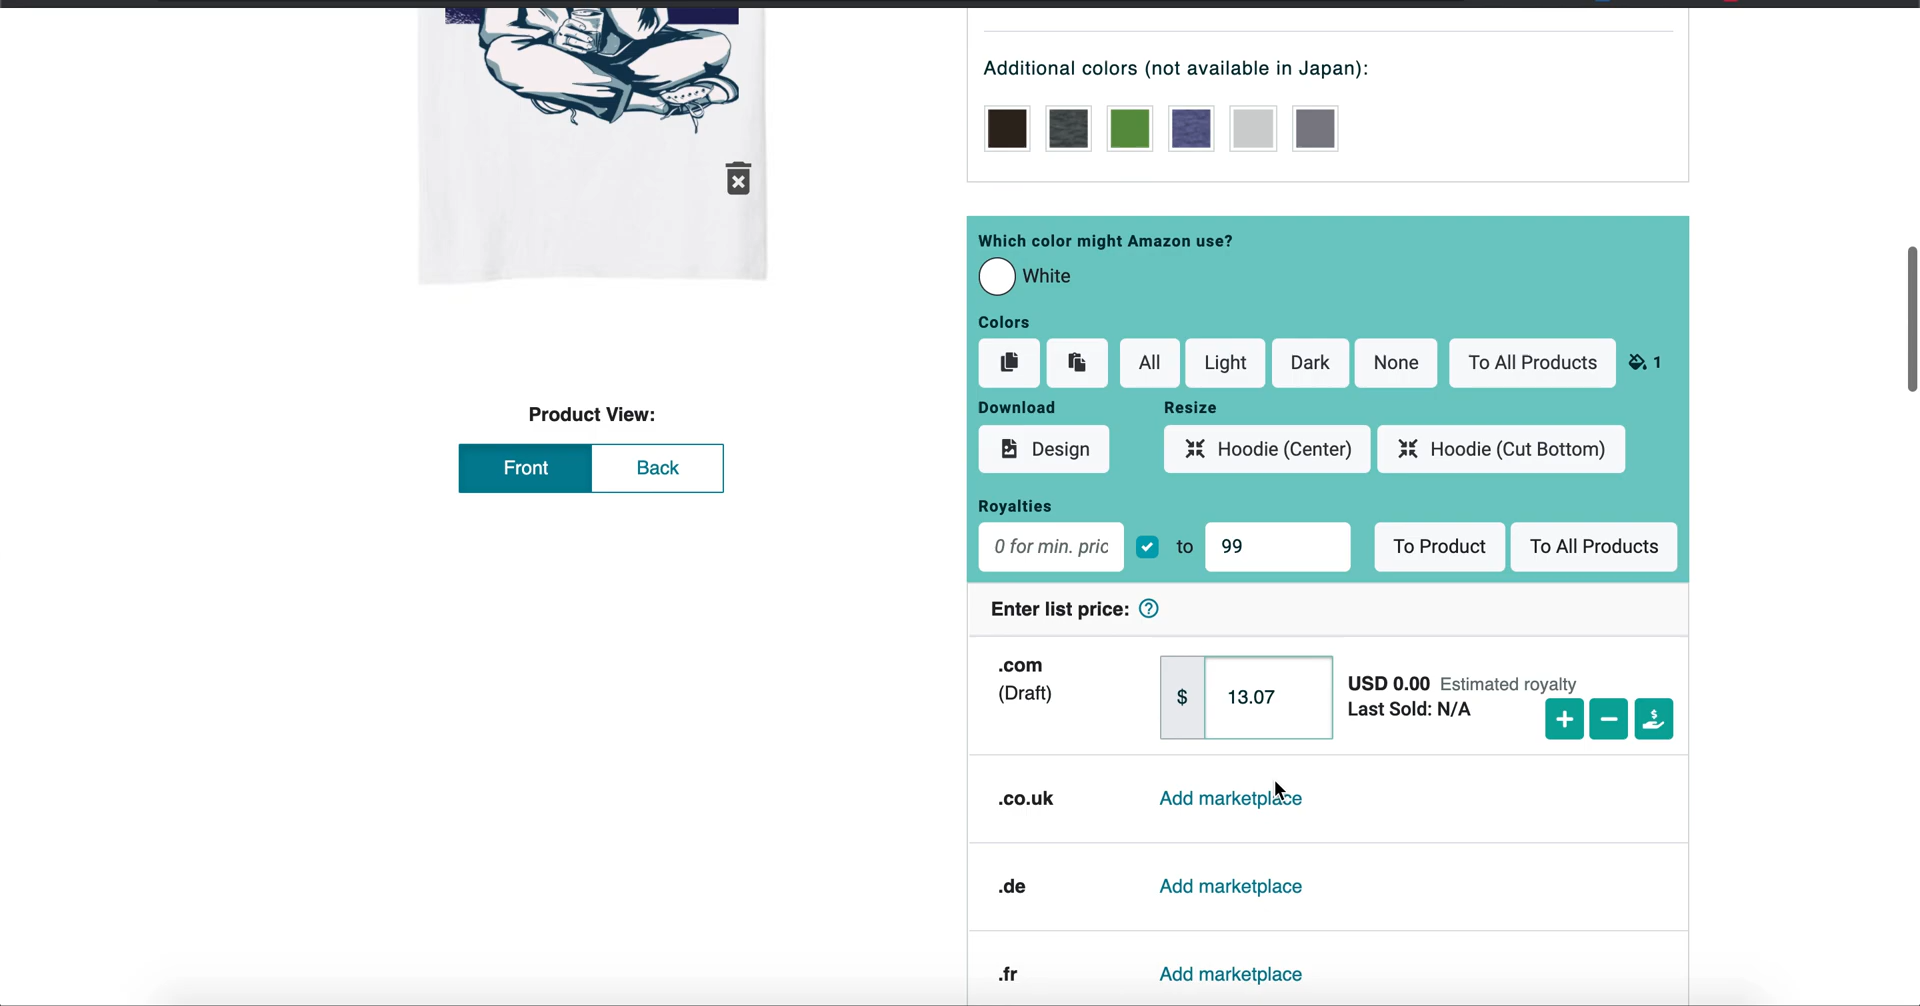 Additional colors (not available in Japan):
Which color might Amazon use?
White
Colors
All
Light
Dark
None
To All Products
1
Download
Resize
Design
Hoodie (Center)
Hoodie (Cut Bottom)
Royalties
0 for min. pric
to
99
To Product
To All Products
Product View:
Front
Back
Enter list price: ?
.com
(Draft)
$ 13.07
USD 0.00 Estimated royalty
Last Sold: N/A
.co.uk
Add marketplace
.de
Add marketplace
.fr
Add marketplace